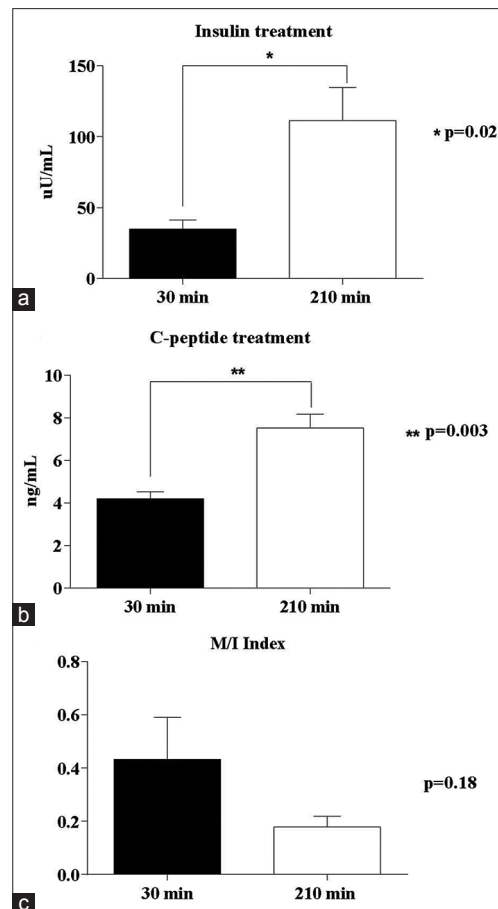 Insulin treatment
150
100
50
0
uU/mL
*
* p=0.02
30 min 210 min
a
C-peptide treatment
10
8
6
4
2
0
ng/mL
**
** p=0.003
30 min 210 min
b
M/I Index
0.8
0.6
0.4
0.2
0.0
p=0.18
30 min 210 min
c